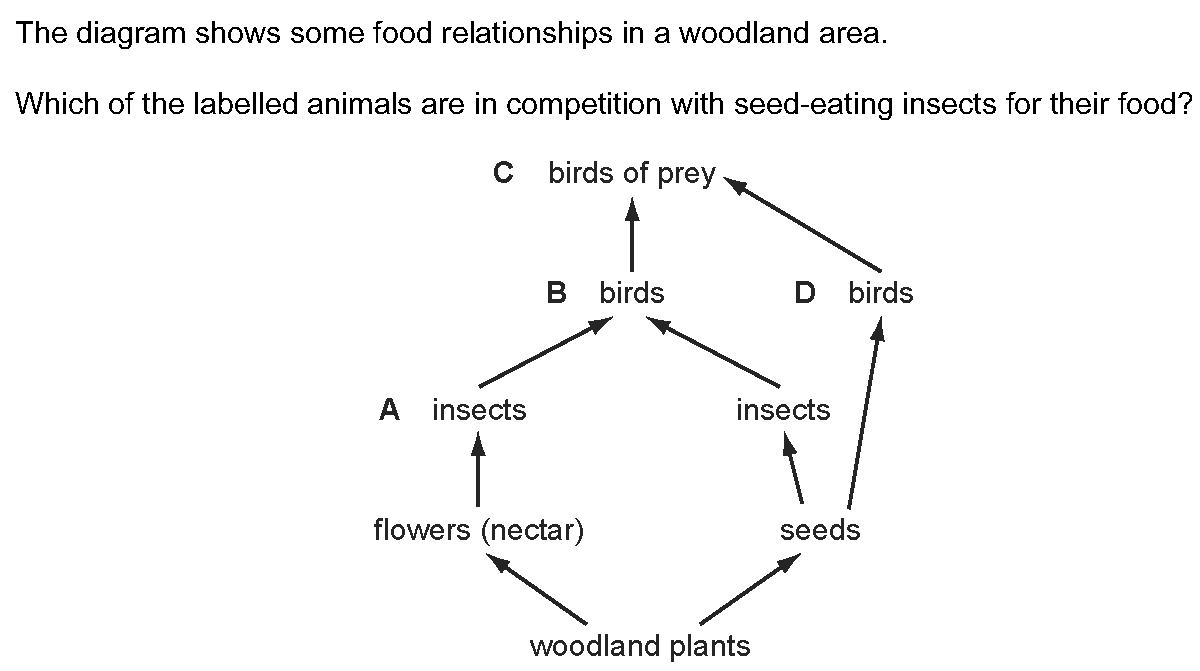 The diagram shows some food relationships in a woodland area.
Which of the labelled animals are in competition with seed-eating insects for their food?
C birds of prey
B birds D birds
A insects insects
flowers (nectar) seeds
woodland plants